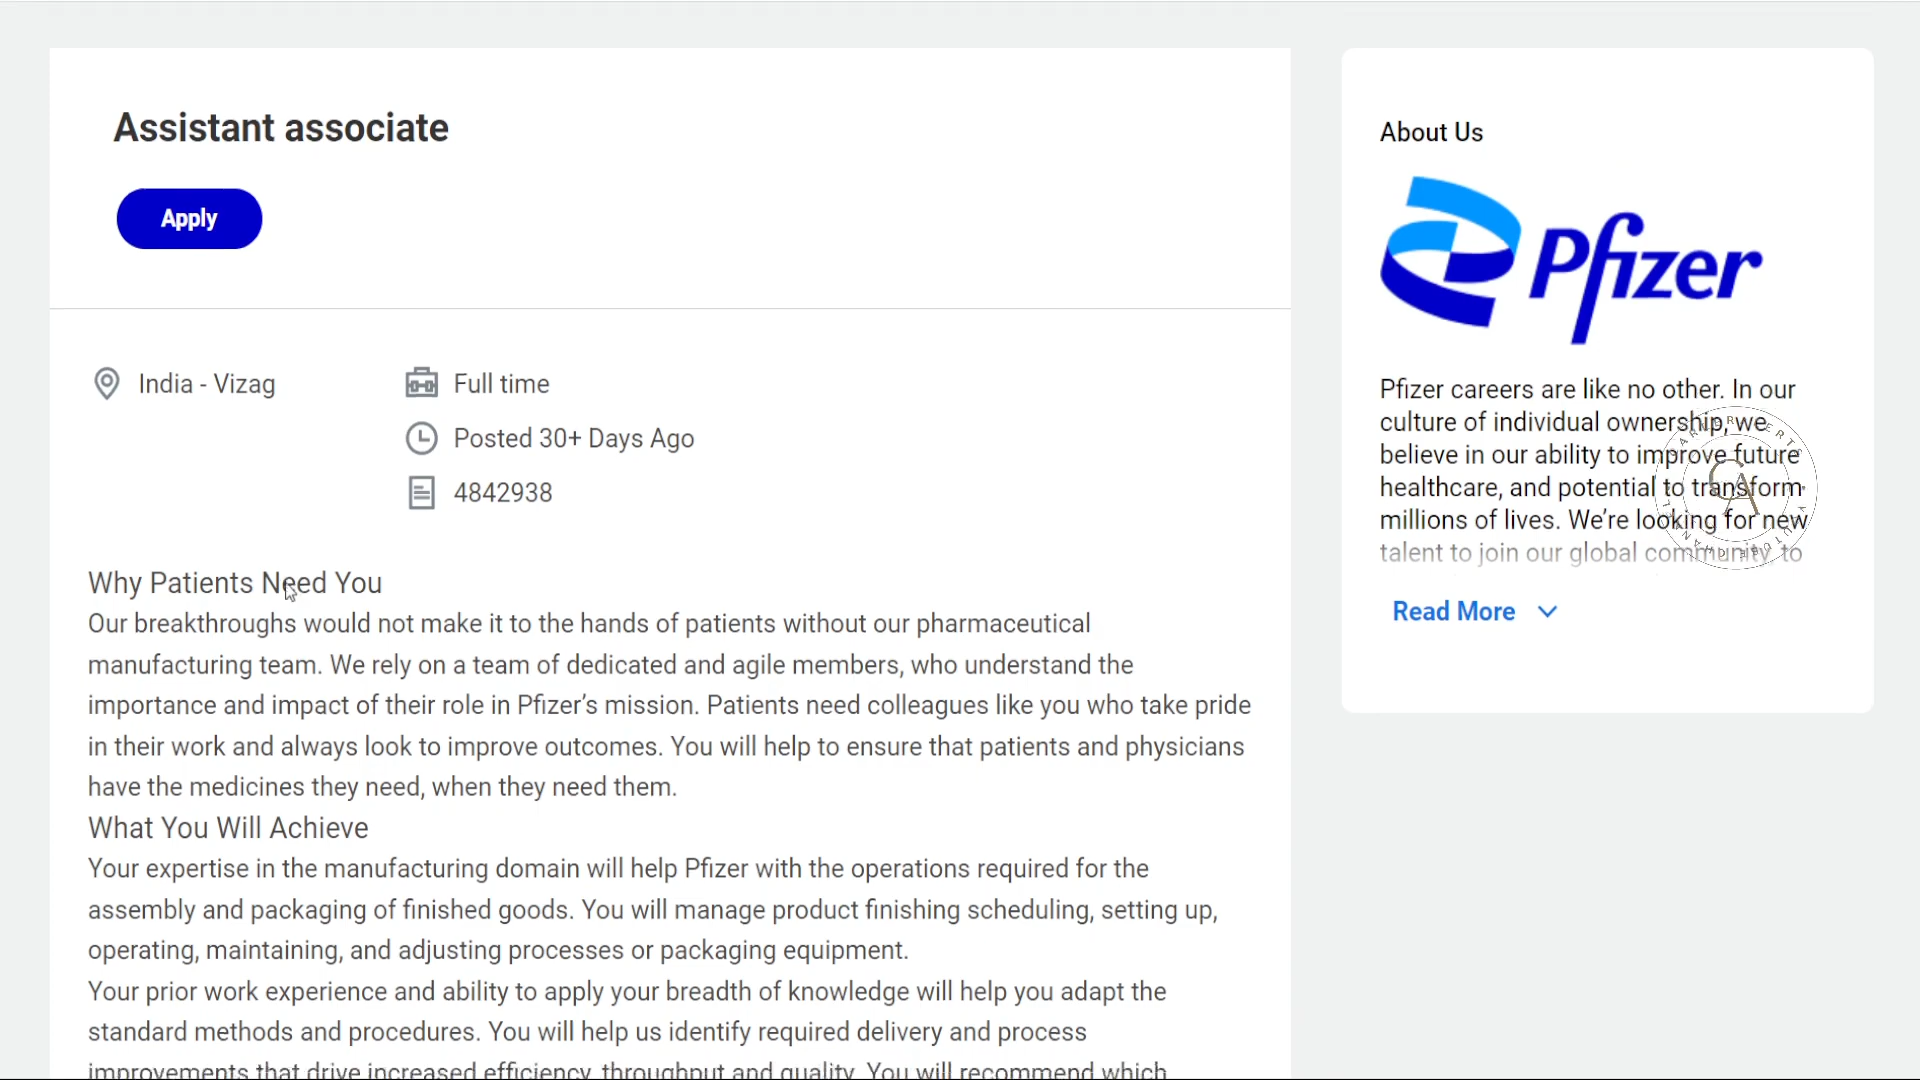 Assistant associate
Apply
India - Vizag
Full time
Posted 30+ Days Ago
4842938
Why Patients Need You
Our breakthroughs would not make it to the hands of patients without our pharmaceutical
manufacturing team. We rely on a team of dedicated and agile members, who understand the
importance and impact of their role in Pfizer’s mission. Patients need colleagues like you who take pride
in their work and always look to improve outcomes. You will help to ensure that patients and physicians
have the medicines they need, when they need them.
What You Will Achieve
Your expertise in the manufacturing domain will help Pfizer with the operations required for the
assembly and packaging of finished goods. You will manage product finishing scheduling, setting up,
operating, maintaining, and adjusting processes or packaging equipment.
Your prior work experience and ability to apply your breadth of knowledge will help you adapt the
standard methods and procedures. You will help us identify required delivery and process
improvements that drive increased efficiency, throughput and quality. You will recommend which
About Us
Pfizer
Pfizer careers are like no other. In our
culture of individual ownership, we
believe in our ability to improve future
healthcare, and potential to transform
millions of lives. We’re looking for new
talent to join our global community, to
Read More
CA